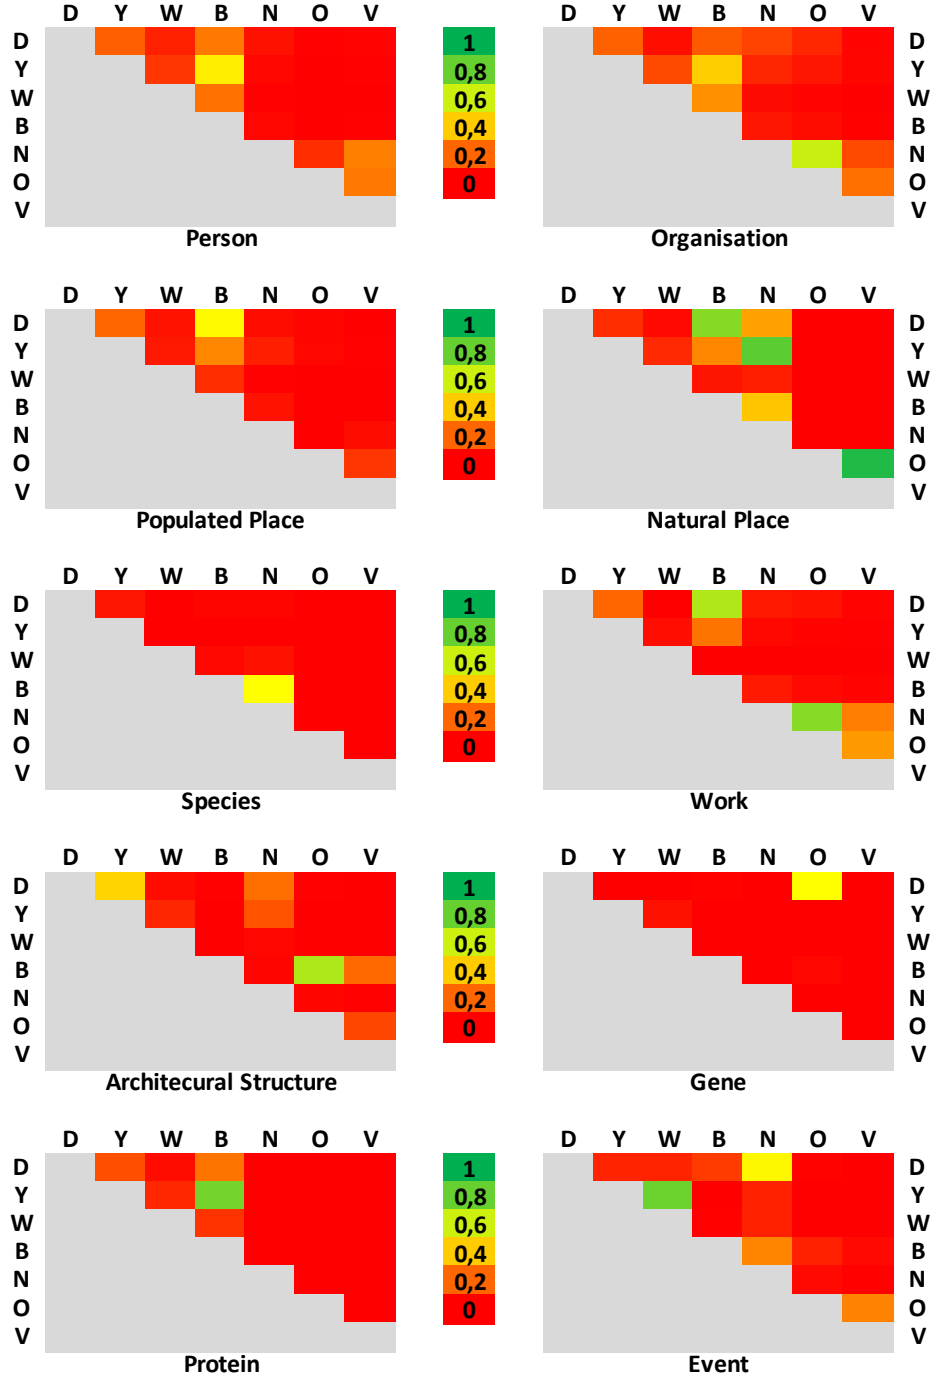 D Y W B N O V D Y W B N O V
D 1 D
Y 0,8 Y
W 0,6 W
B 0,4 B
N 0,2 N
O 0 O
V V
Person Organisation
D Y W B N O V D Y W B N O V
D 1 D
Y 0,8 Y
W 0,6 W
B 0,4 B
N 0,2 N
O 0 O
V V
Populated Place Natural Place
D Y W B N O V D Y W B N O V
D 1 D
Y 0,8 Y
W 0,6 W
B 0,4 B
N 0,2 N
O 0 O
V V
Species Work
D Y W B N O V D Y W B N O V
D 1 D
Y 0,8 Y
W 0,6 W
B 0,4 B
N 0,2 N
O 0 O
V V
Architecural Structure Gene
D Y W B N O V D Y W B N O V
D 1 D
Y 0,8 Y
W 0,6 W
B 0,4 B
N 0,2 N
O 0 O
V V
Protein Event